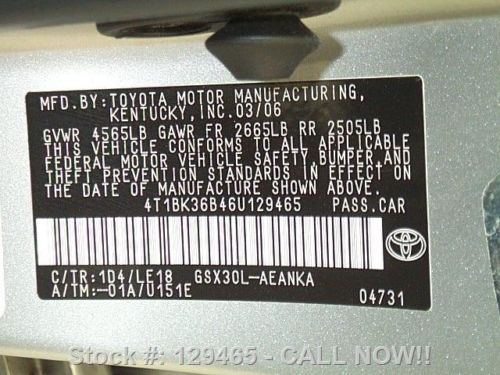 MFD.BY:TOYOTA MOTOR MANUFACTURING,
KENTUCKY, INC.03/06
GVWR 4565LB GAWR FR 2665LB RR 2505LB
THIS VEHICLE CONFORMS TO ALL APPLICABLE
FEDERAL MOTOR VEHICLE SAFETY, BUMPER, AND
THEFT PREVENTION STANDARDS IN EFFECT ON
THE DATE OF MANUFACTURE SHOWN ABOVE.
4T1BK36B46U129465 PASS.CAR
TOYOTA
C/TR:1D4/LE18 GSX30L-AEANKA
A/TM:-01A/U151E
04731
Stock #: 129465 - CALL NOW!!